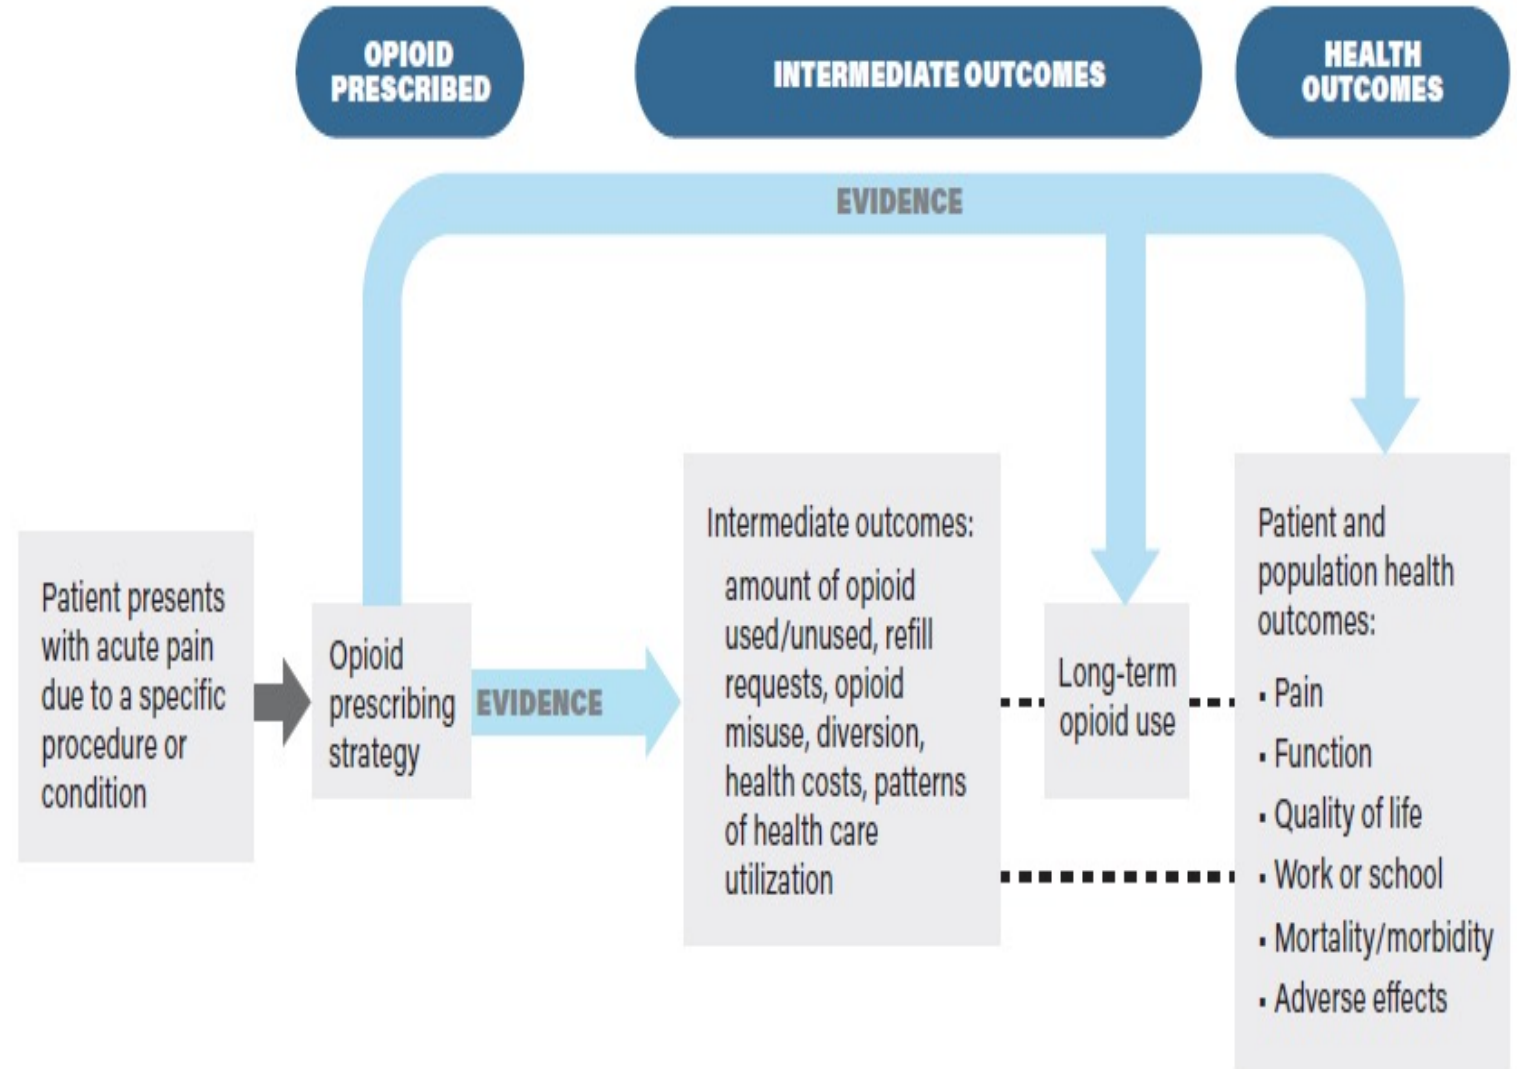 OPIOID
PRESCRIBED
INTERMEDIATE OUTCOMES
HEALTH
OUTCOMES
EVIDENCE
Patient presents
with acute pain
due to a specific
procedure or
condition
Opioid
prescribing
strategy
EVIDENCE
Intermediate outcomes:
amount of opioid
used/unused, refill
requests, opioid
misuse, diversion,
health costs, patterns
of health care
utilization
Long-term
opioid use
Patient and
population health
outcomes:
▪ Pain
▪ Function
▪ Quality of life
▪ Work or school
▪ Mortality/morbidity
▪ Adverse effects